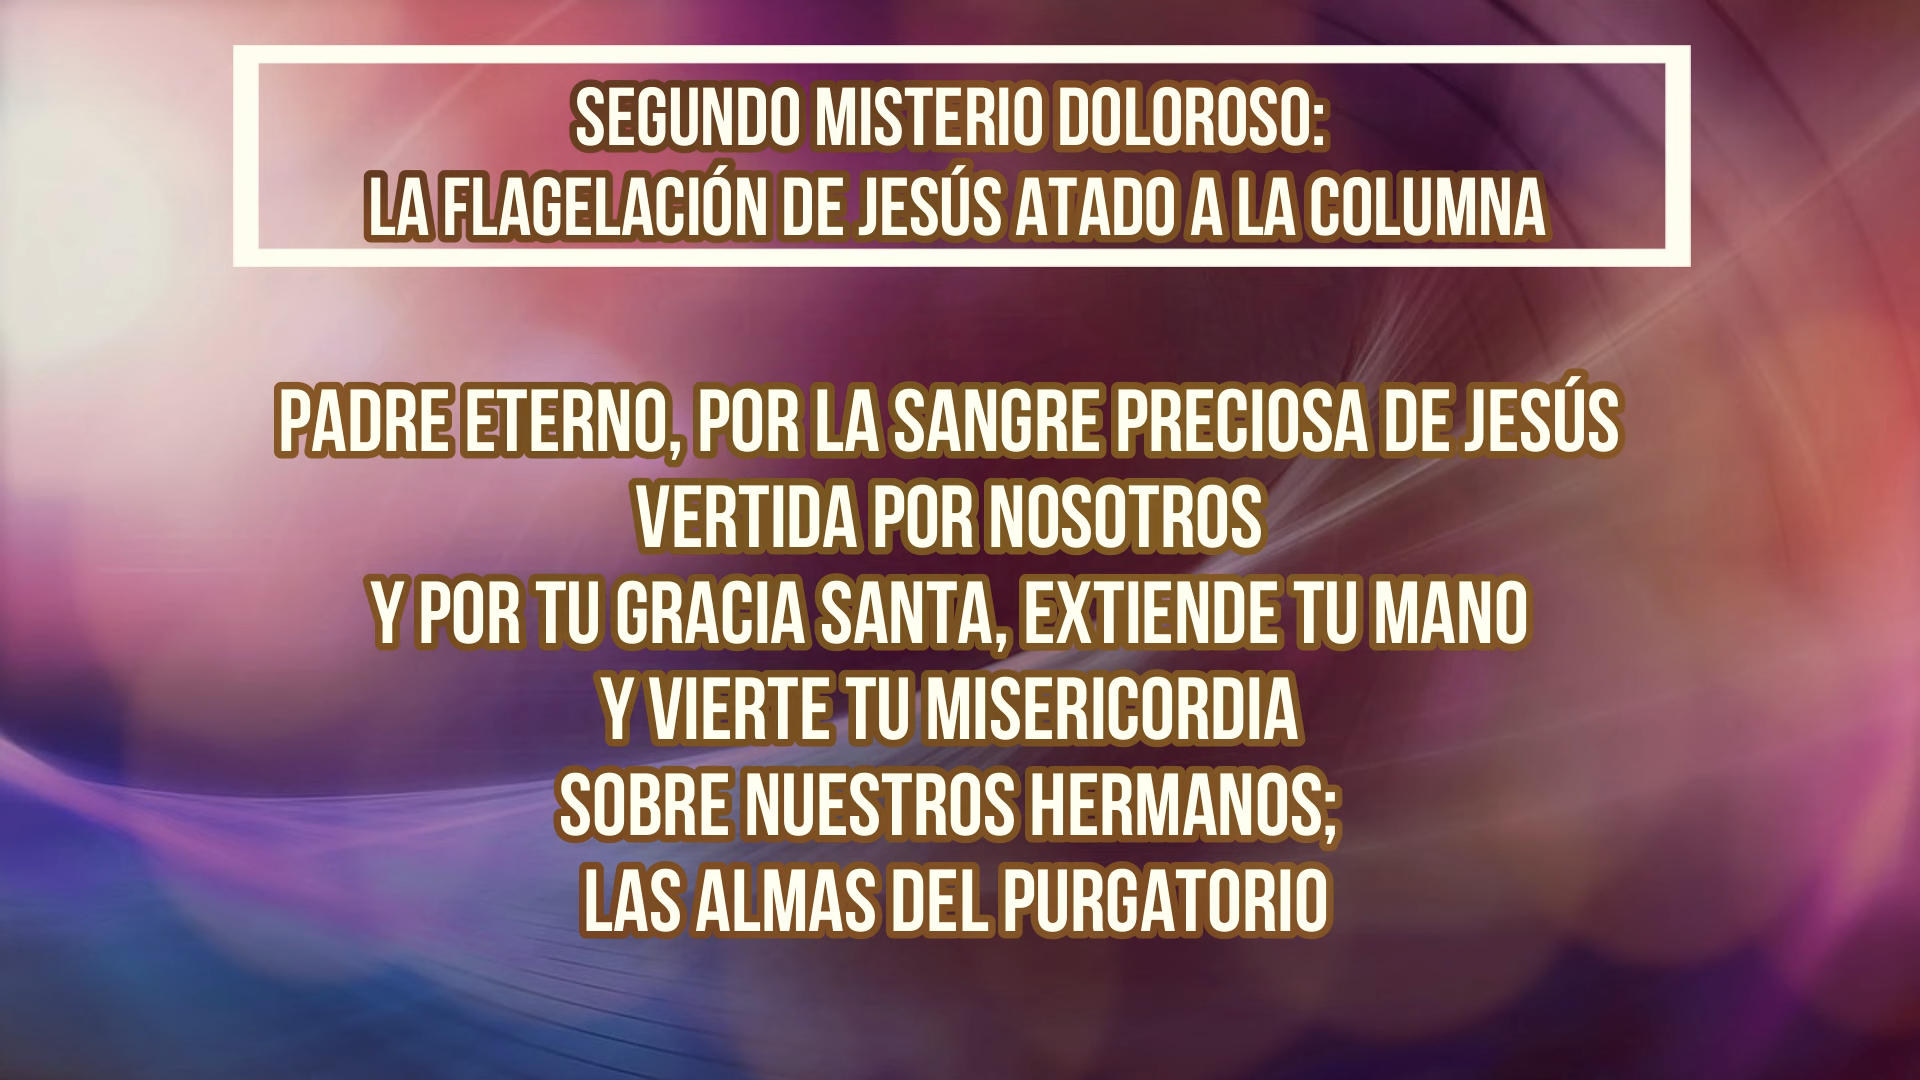 SEGUNDO MISTERIO DOLOROSO:
LA FLAGELACIÓN DE JESÚS ATADO A LA COLUMNA
PADRE ETERNO, POR LA SANGRE PRECIOSA DE JESÚS
VERTIDA POR NOSOTROS
Y POR TU GRACIA SANTA, EXTIENDE TU MANO
Y VIERTE TU MISERICORDIA
SOBRE NUESTROS HERMANOS;
LAS ALMAS DEL PURGATORIO